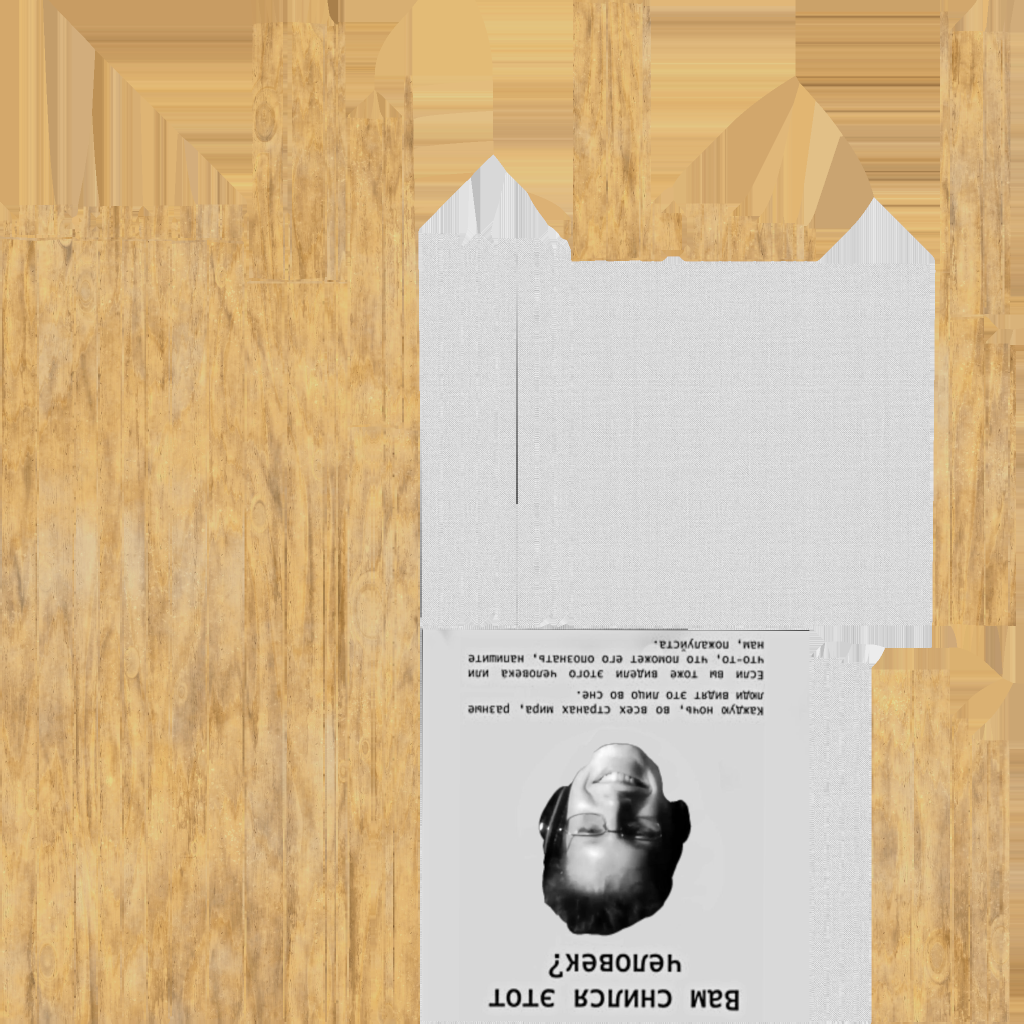 Вам снился этот
человек?
Каждую ночь, во всех странах мира, разные
люди видят это лицо во сне.
Если вы тоже видели этого человека или
что-то, что поможет его опознать, напишите
нам, пожалуйста.